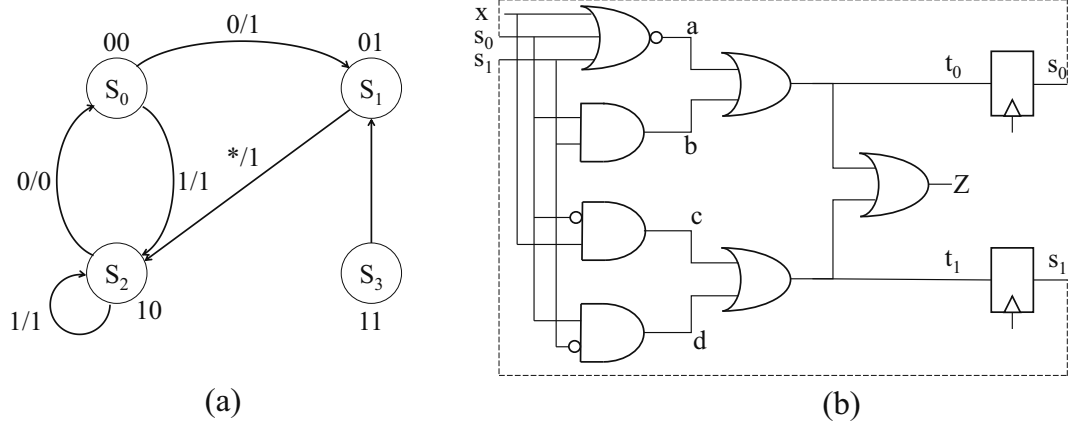 0/1
00
01
S₀
S₁
*/1
0/0
1/1
S₂
S₃
1/1
10
11
(a)
x
s₀
s₁
a
b
c
d
t₀
s₀
Z
t₁
s₁
(b)